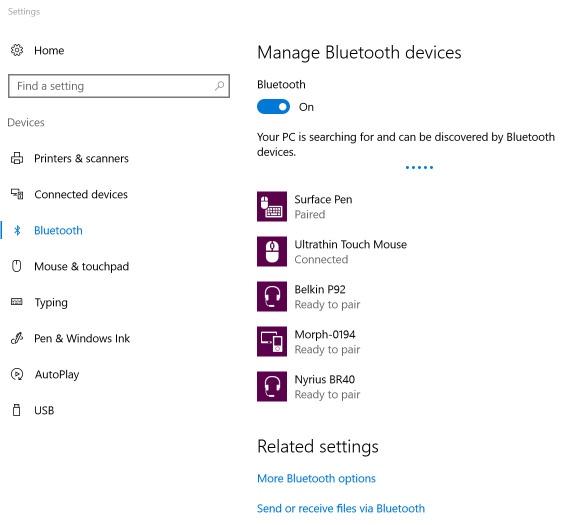 Settings
Home
Find a setting
Devices
Printers & scanners
Connected devices
Bluetooth
Mouse & touchpad
Typing
Pen & Windows Ink
AutoPlay
USB
Manage Bluetooth devices
Bluetooth
On
Your PC is searching for and can be discovered by Bluetooth
devices.
Surface Pen
Paired
Ultrathin Touch Mouse
Connected
Belkin P92
Ready to pair
Morph-0194
Ready to pair
Nyrius BR40
Ready to pair
Related settings
More Bluetooth options
Send or receive files via Bluetooth